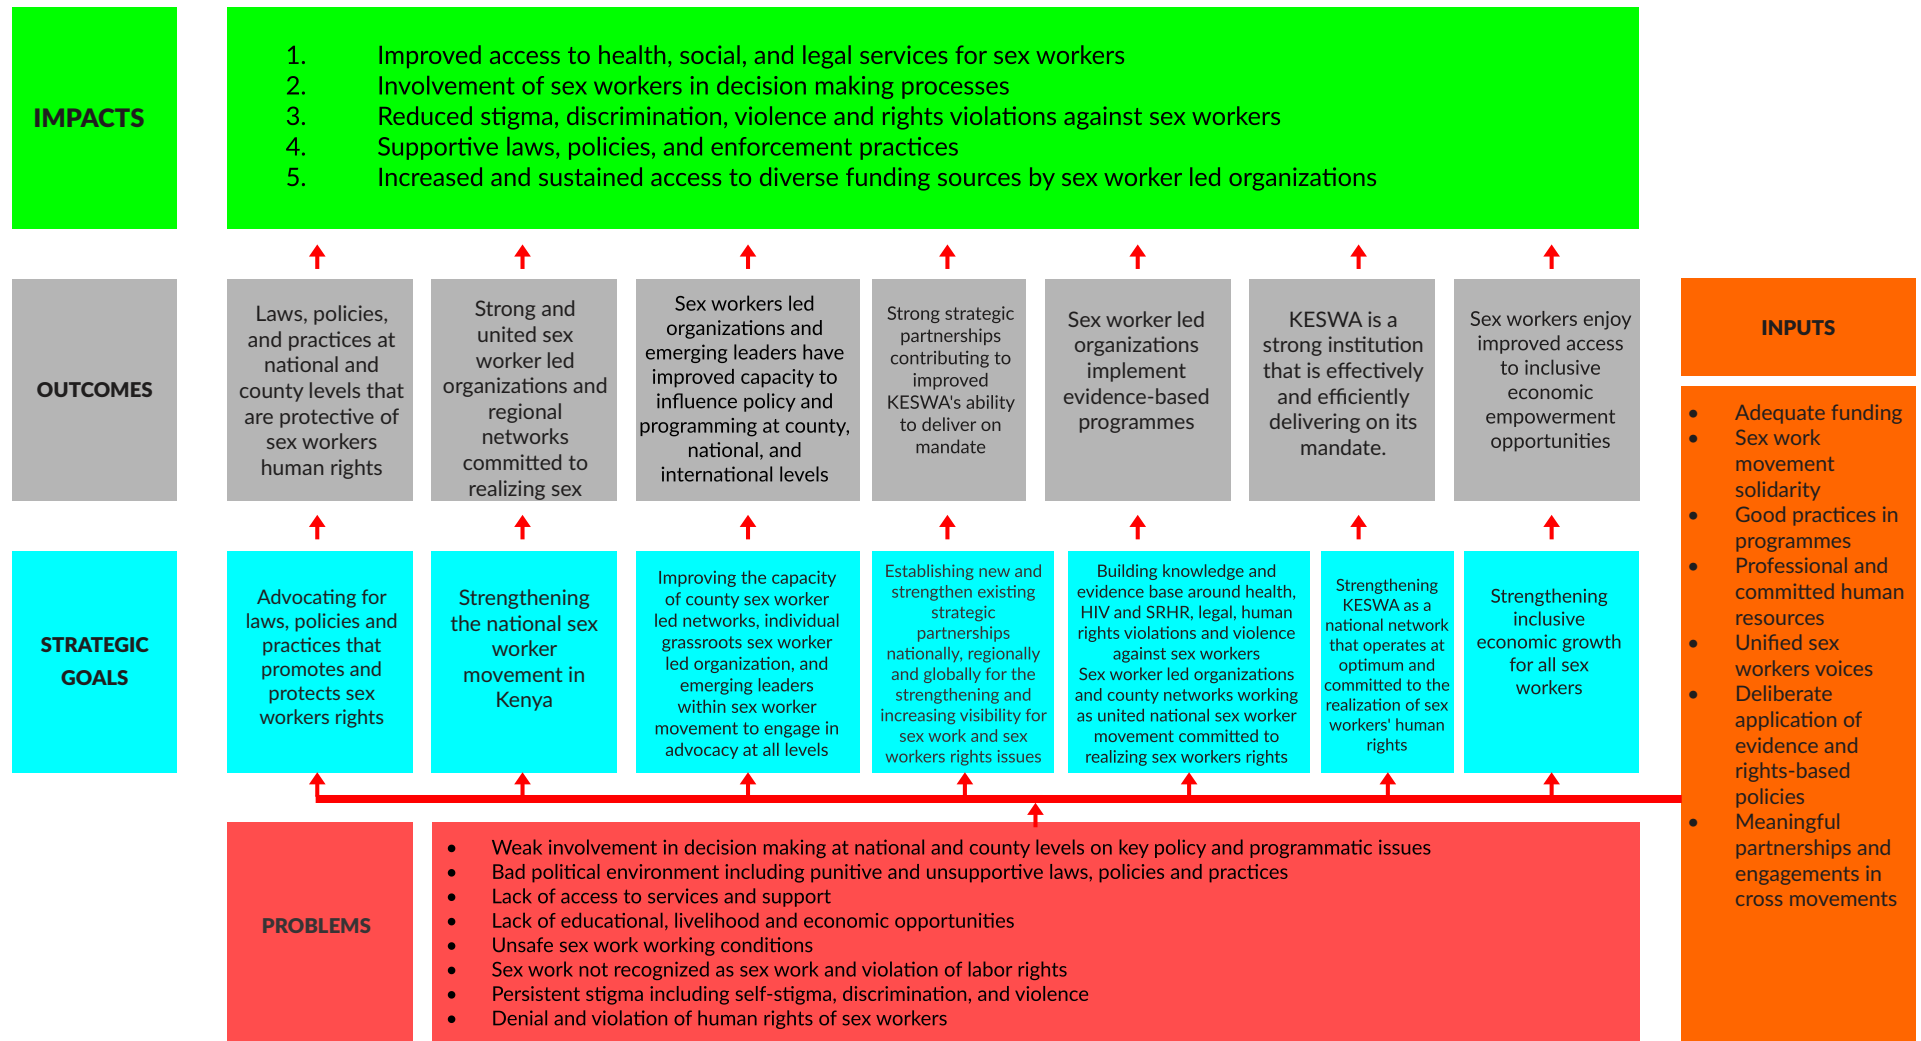 IMPACTS
1. Improved access to health, social, and legal services for sex workers
2. Involvement of sex workers in decision making processes
3. Reduced stigma, discrimination, violence and rights violations against sex workers
4. Supportive laws, policies, and enforcement practices
5. Increased and sustained access to diverse funding sources by sex worker led organizations
OUTCOMES
Laws, policies,
and practices at
national and
county levels that
are protective of
sex workers
human rights
Strong and
united sex
worker led
organizations and
regional
networks
committed to
realizing sex
Sex workers led
organizations and
emerging leaders have
improved capacity to
influence policy and
programming at county,
national, and
international levels
Strong strategic
partnerships
contributing to
improved
KESWA's ability
to deliver on
mandate
Sex worker led
organizations
implement
evidence-based
programmes
KESWA is a
strong institution
that is effectively
and efficiently
delivering on its
mandate.
Sex workers enjoy
improved access
to inclusive
economic
empowerment
opportunities
STRATEGIC
GOALS
Advocating for
laws, policies and
practices that
promotes and
protects sex
workers rights
Strengthening
the national sex
worker
movement in
Kenya
Improving the capacity
of county sex worker
led networks, individual
grassroots sex worker
led organization, and
emerging leaders
within sex worker
movement to engage in
advocacy at all levels
Establishing new and
strengthen existing
strategic
partnerships
nationally, regionally
and globally for the
strengthening and
increasing visibility for
sex work and sex
workers rights issues
Building knowledge and
evidence base around health,
HIV and SRHR, legal, human
rights violations and violence
against sex workers
Sex worker led organizations
and county networks working
as united national sex worker
movement committed to
realizing sex workers rights
Strengthening
KESWA as a
national network
that operates at
optimum and
committed to the
realization of sex
workers' human
rights
Strengthening
inclusive
economic growth
for all sex
workers
PROBLEMS
• Weak involvement in decision making at national and county levels on key policy and programmatic issues
• Bad political environment including punitive and unsupportive laws, policies and practices
• Lack of access to services and support
• Lack of educational, livelihood and economic opportunities
• Unsafe sex work working conditions
• Sex work not recognized as sex work and violation of labor rights
• Persistent stigma including self-stigma, discrimination, and violence
• Denial and violation of human rights of sex workers
INPUTS
• Adequate funding
• Sex work
movement
solidarity
• Good practices in
programmes
• Professional and
committed human
resources
• Unified sex
workers voices
• Deliberate
application of
evidence and
rights-based
policies
• Meaningful
partnerships and
engagements in
cross movements